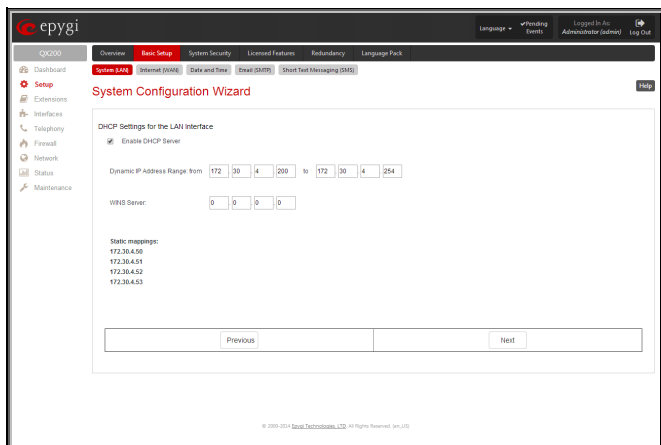 epygi
Language
Pending Events
Logged In As:
Administrator (admin)
Log Out
QX200
Overview Basic Setup System Security Licensed Features Redundancy Language Pack
Dashboard
Setup
Extensions
Interfaces
Telephony
Firewall
Network
Status
Maintenance
System (LAN) Internet (WAN) Date and Time Email (SMTP) Short Text Messaging (SMS)
System Configuration Wizard
Help
DHCP Settings for the LAN Interface
Enable DHCP Server
Dynamic IP Address Range: from 172 30 4 200 to 172 30 4 254
WINS Server: 0 0 0 0
Static mappings:
172.30.4.50
172.30.4.51
172.30.4.52
172.30.4.53
Previous Next
© 2003-2014 Epygi Technologies, LTD. All Rights Reserved. (en_US)